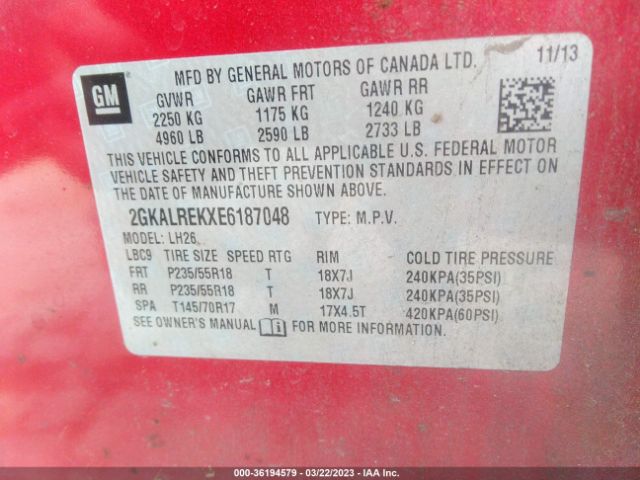 GM
MFD BY GENERAL MOTORS OF CANADA LTD. 11/13
GVWR GAWR FRT GAWR RR
2250 KG 1175 KG 1240 KG
4960 LB 2590 LB 2733 LB
THIS VEHICLE CONFORMS TO ALL APPLICABLE U.S. FEDERAL MOTOR
VEHICLE SAFETY AND THEFT PREVENTION STANDARDS IN EFFECT ON
THE DATE OF MANUFACTURE SHOWN ABOVE.
2GKALREKXE6187048 TYPE: M.P.V.
MODEL: LH26
LBC9 TIRE SIZE SPEED RTG RIM COLD TIRE PRESSURE
FRT P235/55R18 T 18X7J 240KPA(35PSI)
RR P235/55R18 T 18X7J 240KPA(35PSI)
SPA T145/70R17 M 17X4.5T 420KPA(60PSI)
SEE OWNER'S MANUAL i FOR MORE INFORMATION.
000-36194579 - 03/22/2023 - IAA Inc.